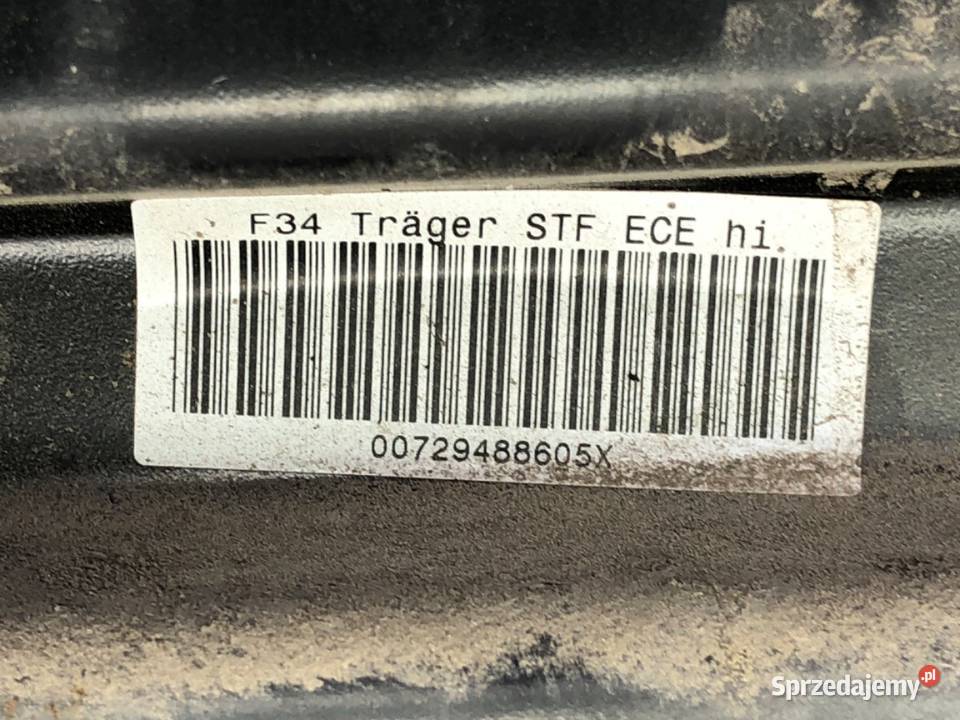 F34 Träger STF ECE hi
00729488605X
Sprzedajemy.pl